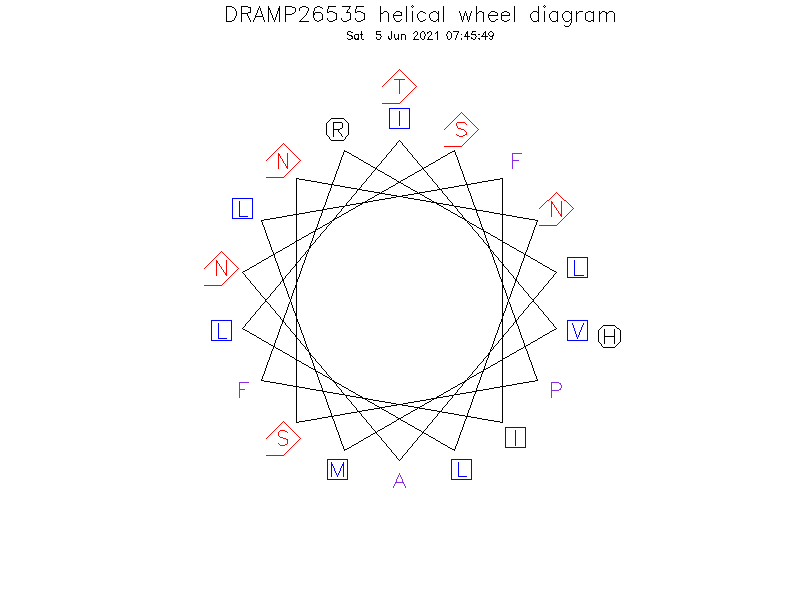 DRAMP26535 helical wheel diagram
Sat 5 Jun 2021 07:45:49
T
R I S
N F
L N
N L
L V H
F P
S I
M A L